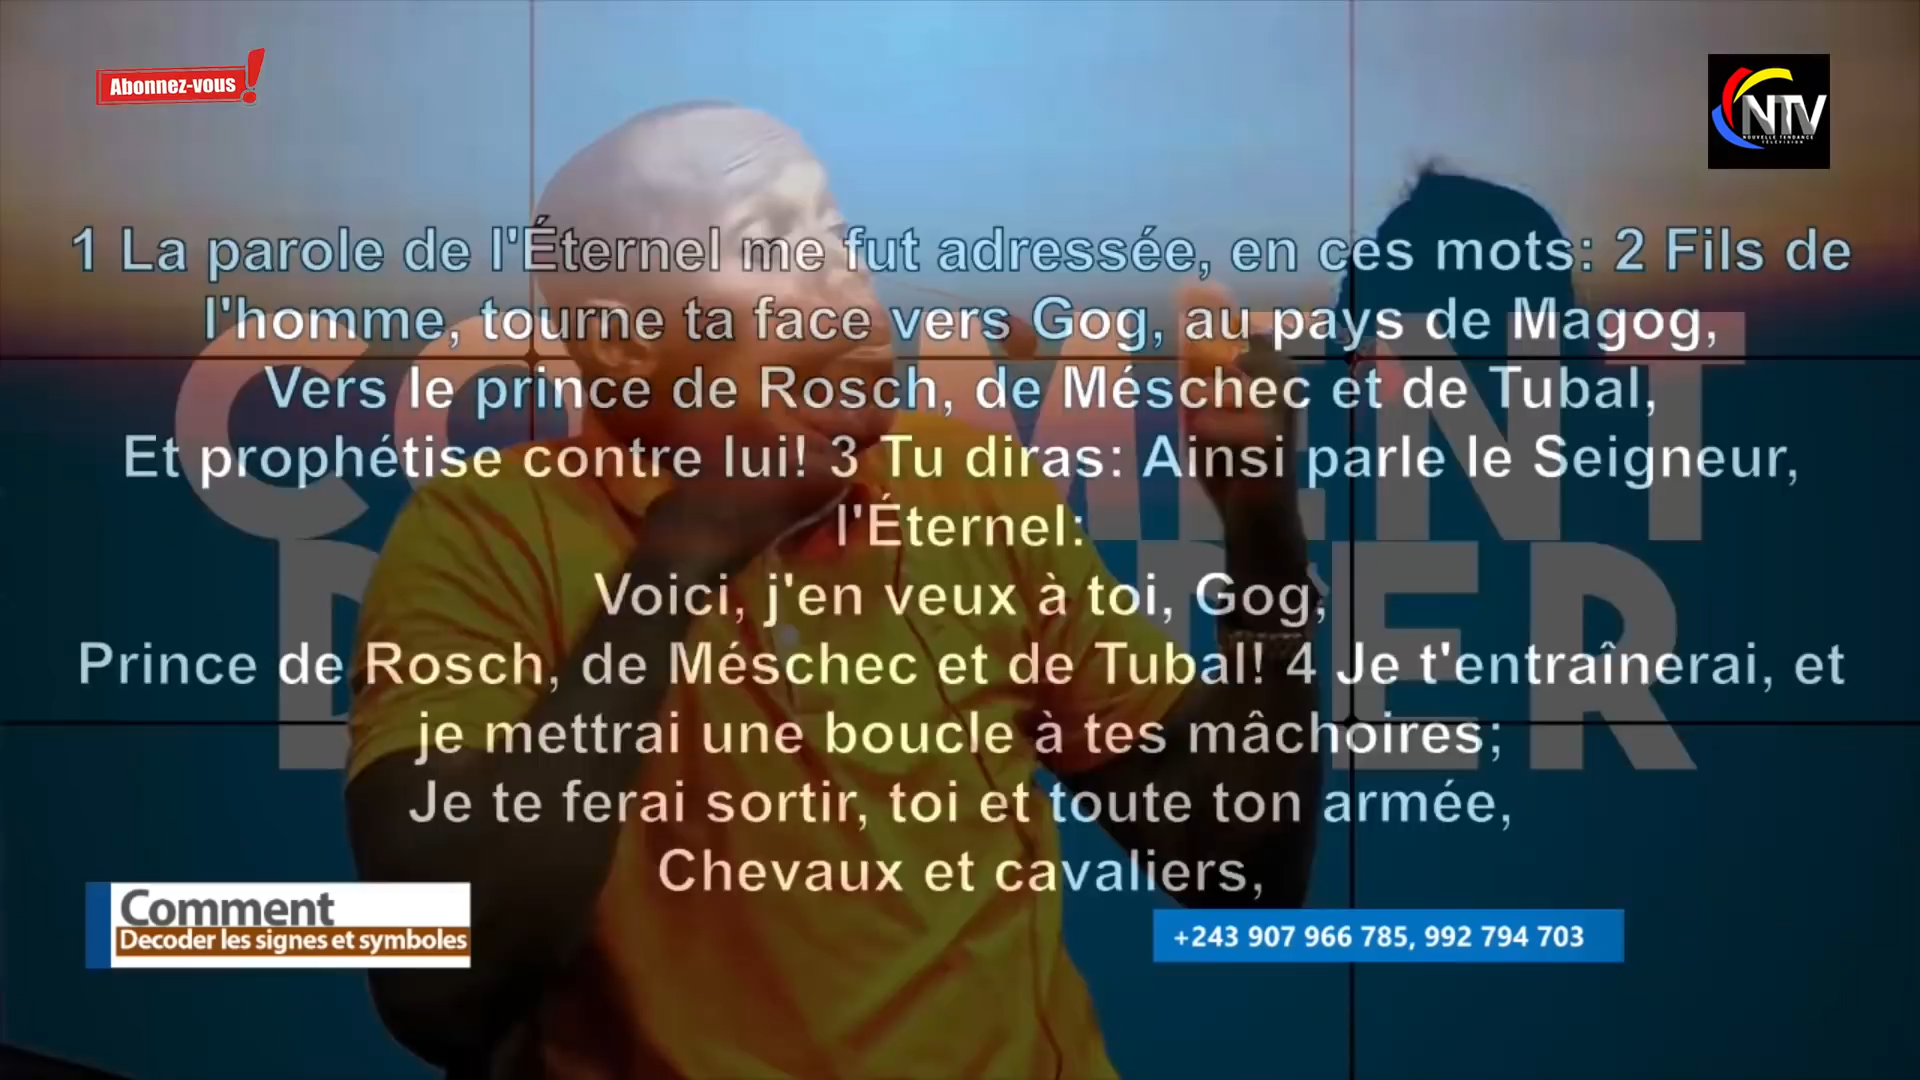 Abonnez-vous !
NTV
NOUVELLE TENDANCE
TÉLÉVISION
1 La parole de l'Éternel me fut adressée, en ces mots: 2 Fils de
l'homme, tourne ta face vers Gog, au pays de Magog,
Vers le prince de Rosch, de Méschec et de Tubal,
Et prophétise contre lui! 3 Tu diras: Ainsi parle le Seigneur,
l'Éternel:
Voici, j'en veux à toi, Gog,
Prince de Rosch, de Méschec et de Tubal! 4 Je t'entraînerai, et
je mettrai une boucle à tes mâchoires;
Je te ferai sortir, toi et toute ton armée,
Chevaux et cavaliers,
Comment
Decoder les signes et symboles
+243 907 966 785, 992 794 703